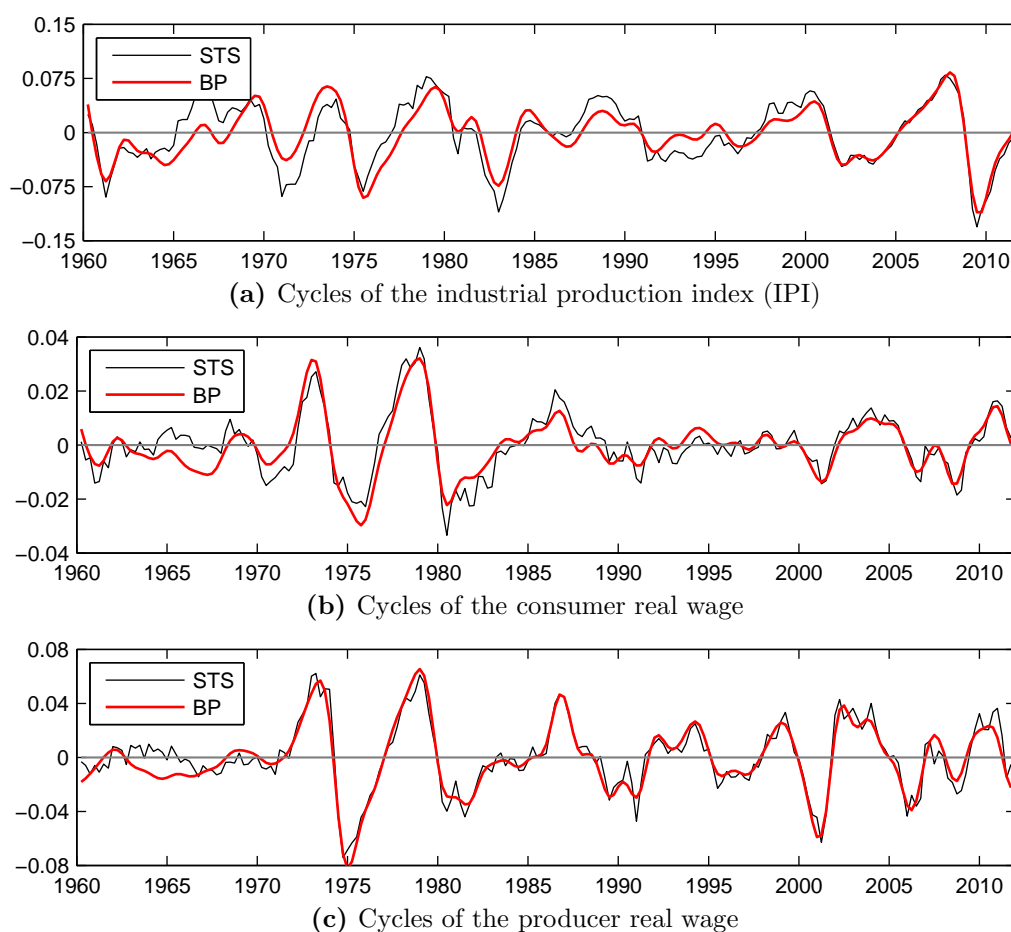 0.15
0.075
0
−0.075
−0.15
STS
BP
1960 1965 1970 1975 1980 1985 1990 1995 2000 2005 2010
(a) Cycles of the industrial production index (IPI)
0.04
0.02
0
−0.02
−0.04
STS
BP
1960 1965 1970 1975 1980 1985 1990 1995 2000 2005 2010
(b) Cycles of the consumer real wage
0.08
0.04
0
−0.04
−0.08
STS
BP
1960 1965 1970 1975 1980 1985 1990 1995 2000 2005 2010
(c) Cycles of the producer real wage